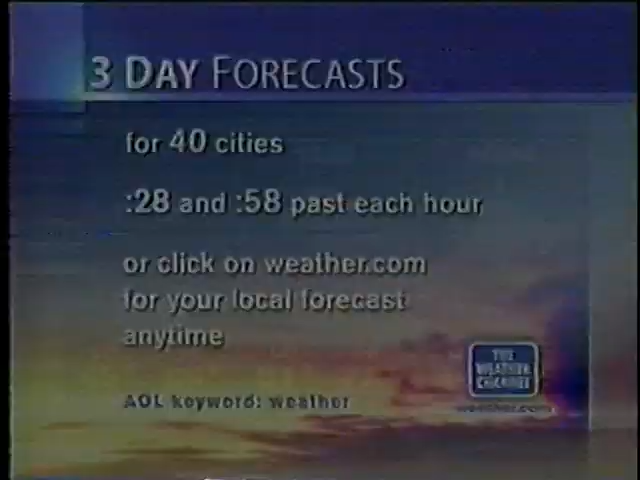 3 DAY FORECASTS
for 40 cities
:28 and :58 past each hour
or click on weather.com
for your local forecast
anytime
AOL keyword: weather
THE
WEATHER
CHANNEL
weather.com